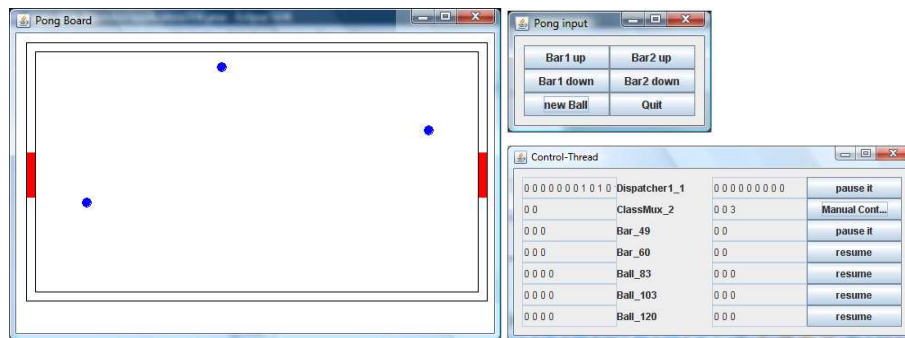 Pong Board
Pong input
Bar1 up Bar2 up
Bar1 down Bar2 down
new Ball Quit
Control-Thread
0 0 0 0 0 0 0 1 0 1 0 Dispatcher1_1 0 0 0 0 0 0 0 0 0 pause it
0 0 ClassMux_2 0 0 3 Manual Cont...
0 0 0 Bar_49 0 0 pause it
0 0 0 Bar_60 0 0 resume
0 0 0 0 Ball_83 0 0 0 resume
0 0 0 0 Ball_103 0 0 0 resume
0 0 0 0 Ball_120 0 0 0 resume